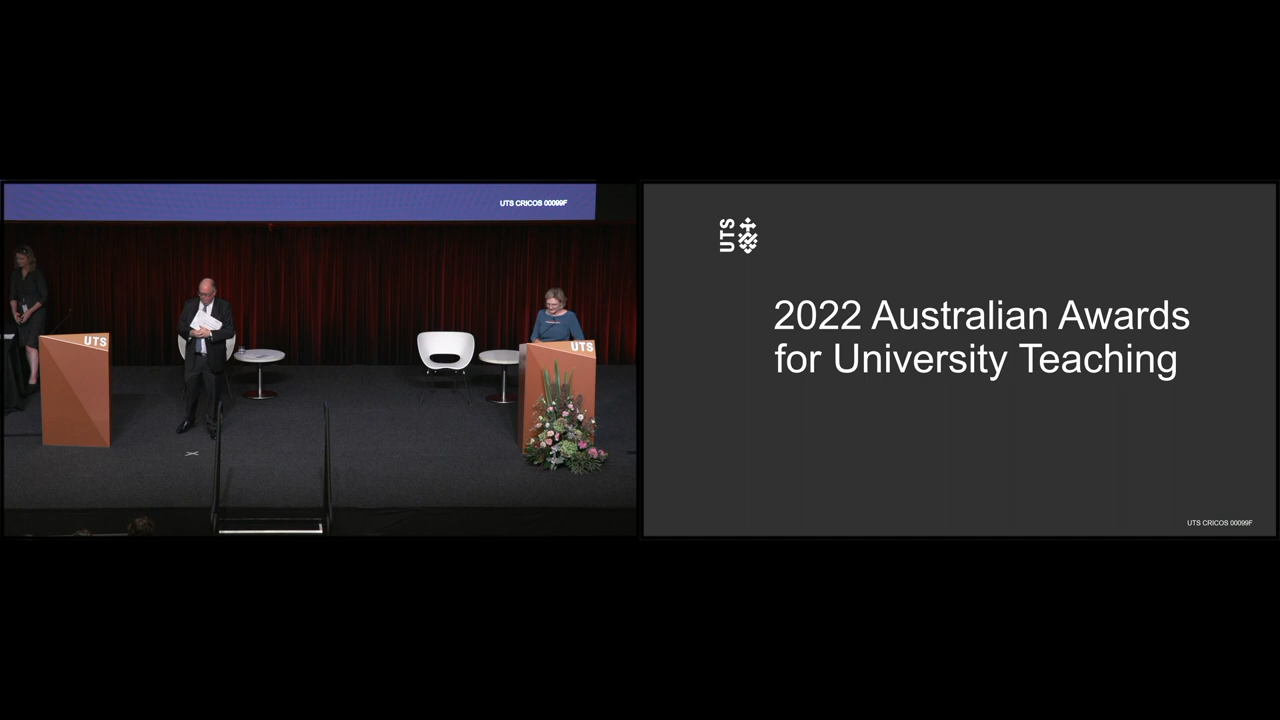 UTS CRICOS 00099F
UTS
UTS
UTS
2022 Australian Awards
for University Teaching
UTS CRICOS 00099F